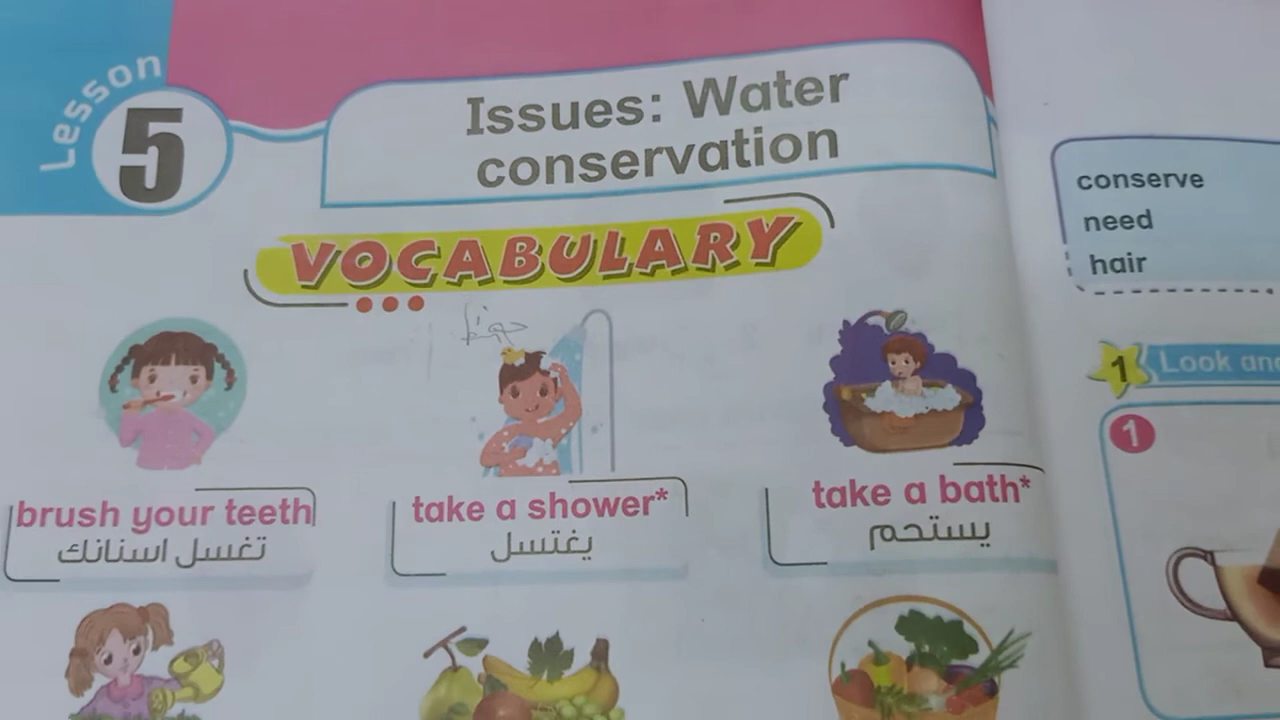 Lesson
5
Issues: Water
conservation
VOCABULARY
brush your teeth
تغسل اسنانك
take a shower*
يغتسل
take a bath*
يستحم
conserve
need
hair
1 Look and
1